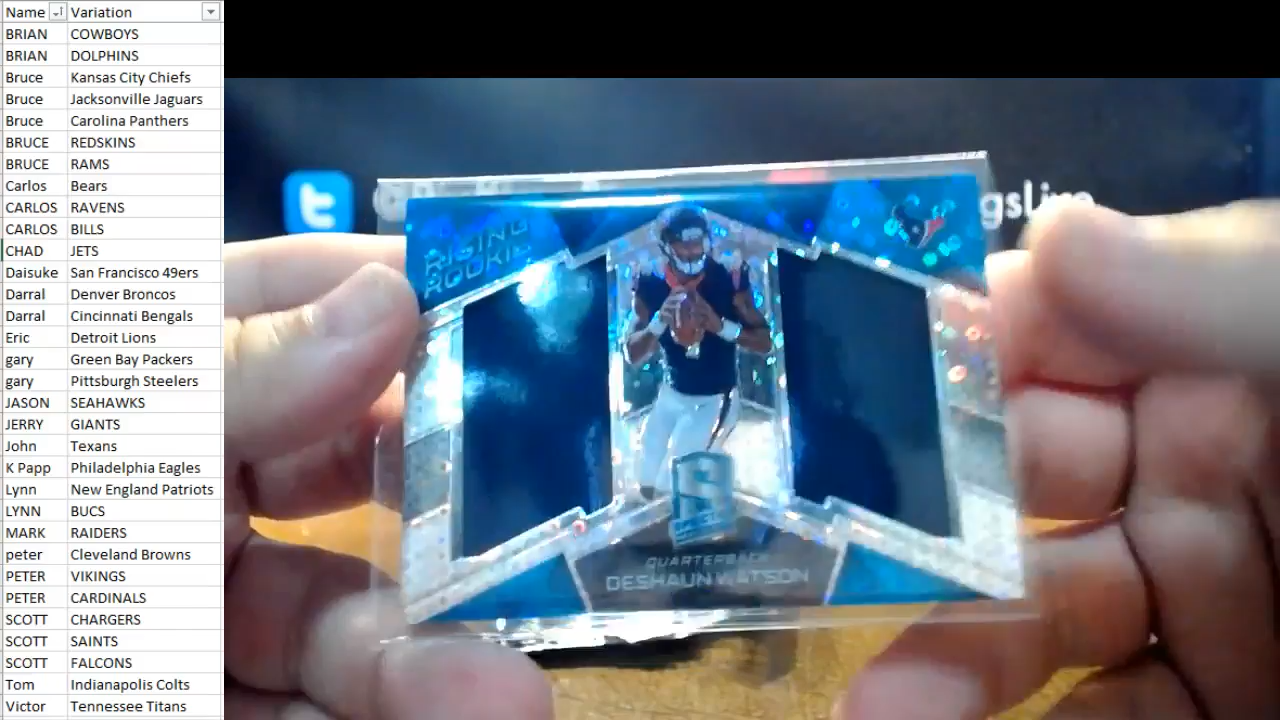 Name Variation
BRIAN COWBOYS
BRIAN DOLPHINS
Bruce Kansas City Chiefs
Bruce Jacksonville Jaguars
Bruce Carolina Panthers
BRUCE REDSKINS
BRUCE RAMS
Carlos Bears
CARLOS RAVENS
CARLOS BILLS
CHAD JETS
Daisuke San Francisco 49ers
Darral Denver Broncos
Darral Cincinnati Bengals
Eric Detroit Lions
gary Green Bay Packers
gary Pittsburgh Steelers
JASON SEAHAWKS
JERRY GIANTS
John Texans
K Papp Philadelphia Eagles
Lynn New England Patriots
LYNN BUCS
MARK RAIDERS
peter Cleveland Browns
PETER VIKINGS
PETER CARDINALS
SCOTT CHARGERS
SCOTT SAINTS
SCOTT FALCONS
Tom Indianapolis Colts
Victor Tennessee Titans
gsLive
RISING
ROOKIE
QUARTERBACK
DESHAUN WATSON